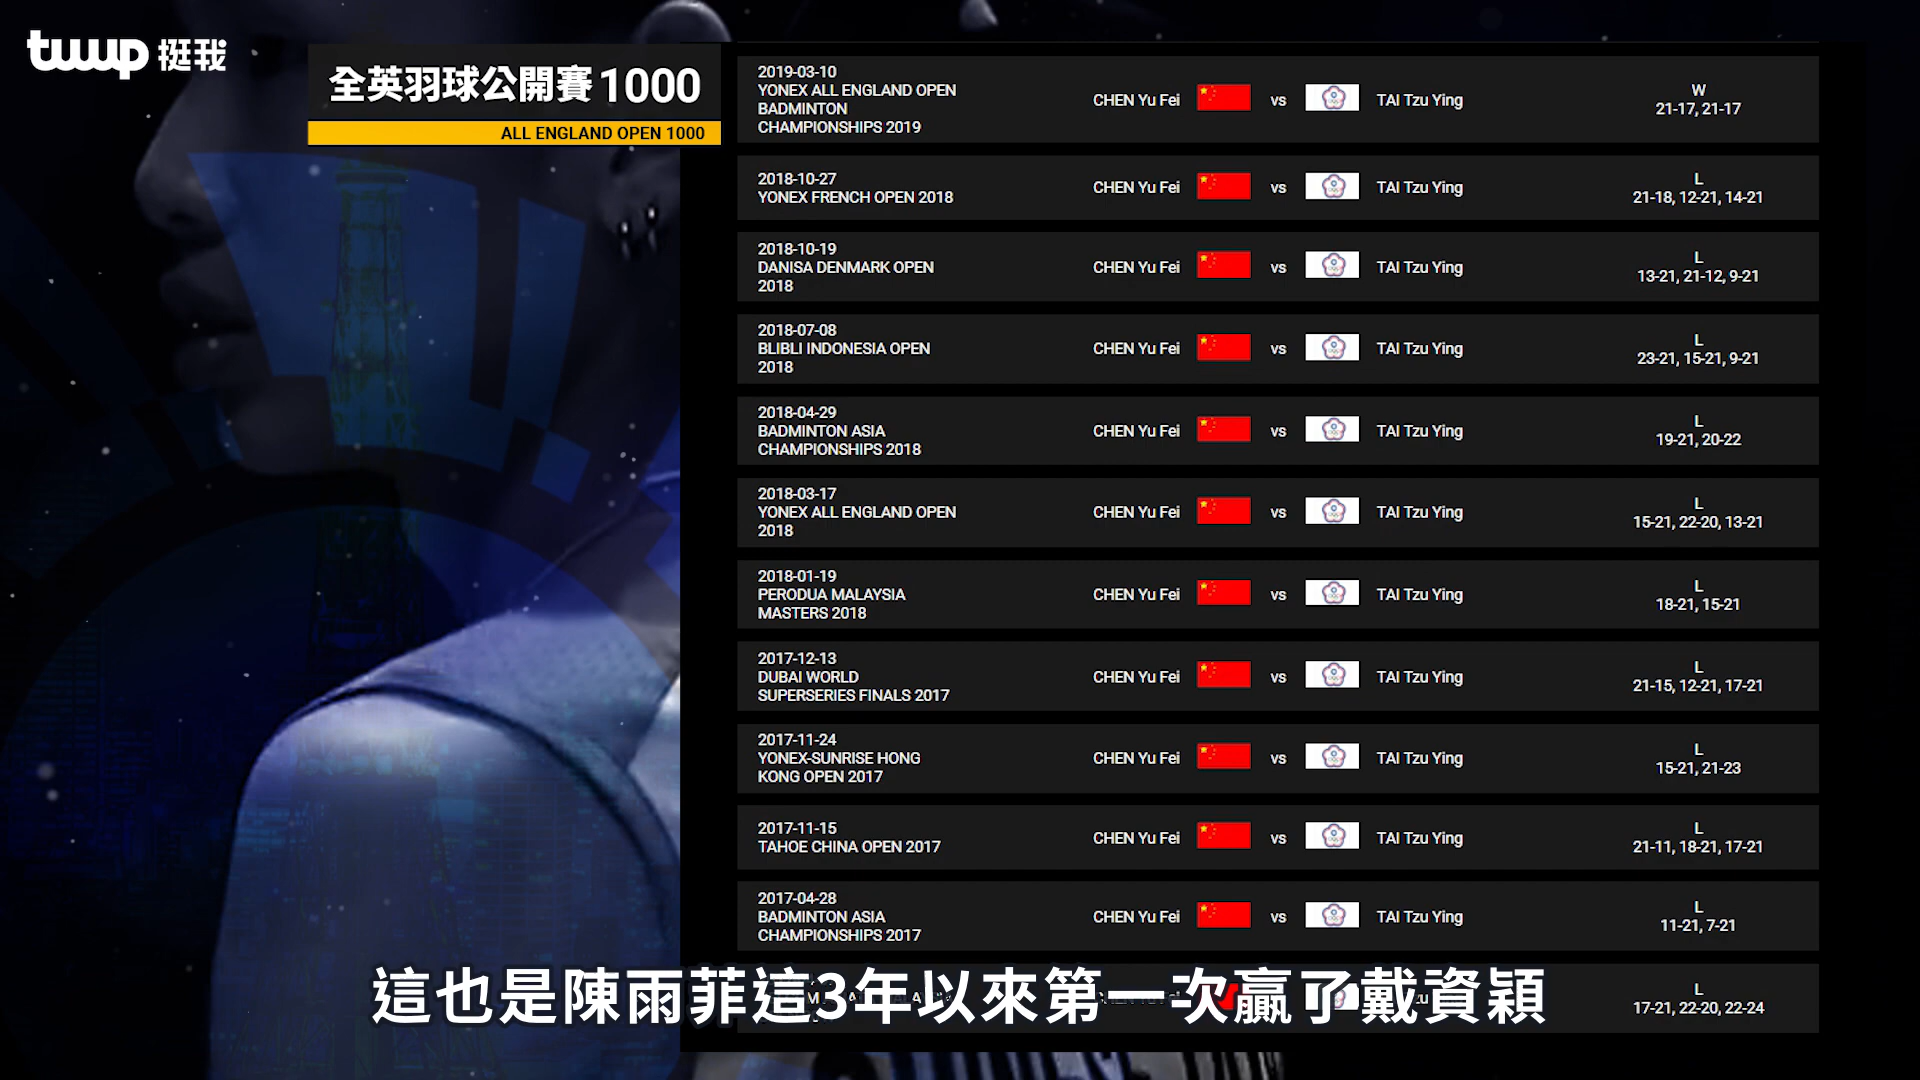 twup 挺我
全英羽球公開賽1000
ALL ENGLAND OPEN 1000
2019-03-10
YONEX ALL ENGLAND OPEN
BADMINTON
CHAMPIONSHIPS 2019
CHEN Yu Fei vs TAI Tzu Ying
W
21-17, 21-17
2018-10-27
YONEX FRENCH OPEN 2018
CHEN Yu Fei vs TAI Tzu Ying
L
21-18, 12-21, 14-21
2018-10-19
DANISA DENMARK OPEN
2018
CHEN Yu Fei vs TAI Tzu Ying
L
13-21, 21-12, 9-21
2018-07-08
BLIBLI INDONESIA OPEN
2018
CHEN Yu Fei vs TAI Tzu Ying
L
23-21, 15-21, 9-21
2018-04-29
BADMINTON ASIA
CHAMPIONSHIPS 2018
CHEN Yu Fei vs TAI Tzu Ying
L
19-21, 20-22
2018-03-17
YONEX ALL ENGLAND OPEN
2018
CHEN Yu Fei vs TAI Tzu Ying
L
15-21, 22-20, 13-21
2018-01-19
PERODUA MALAYSIA
MASTERS 2018
CHEN Yu Fei vs TAI Tzu Ying
L
18-21, 15-21
2017-12-13
DUBAI WORLD
SUPERSERIES FINALS 2017
CHEN Yu Fei vs TAI Tzu Ying
L
21-15, 12-21, 17-21
2017-11-24
YONEX-SUNRISE HONG
KONG OPEN 2017
CHEN Yu Fei vs TAI Tzu Ying
L
15-21, 21-23
2017-11-15
TAHOE CHINA OPEN 2017
CHEN Yu Fei vs TAI Tzu Ying
L
21-11, 18-21, 17-21
2017-04-28
BADMINTON ASIA
CHAMPIONSHIPS 2017
CHEN Yu Fei vs TAI Tzu Ying
L
11-21, 7-21
L
17-21, 22-20, 22-24
這也是陳雨菲這3年以來第一次贏了戴資穎